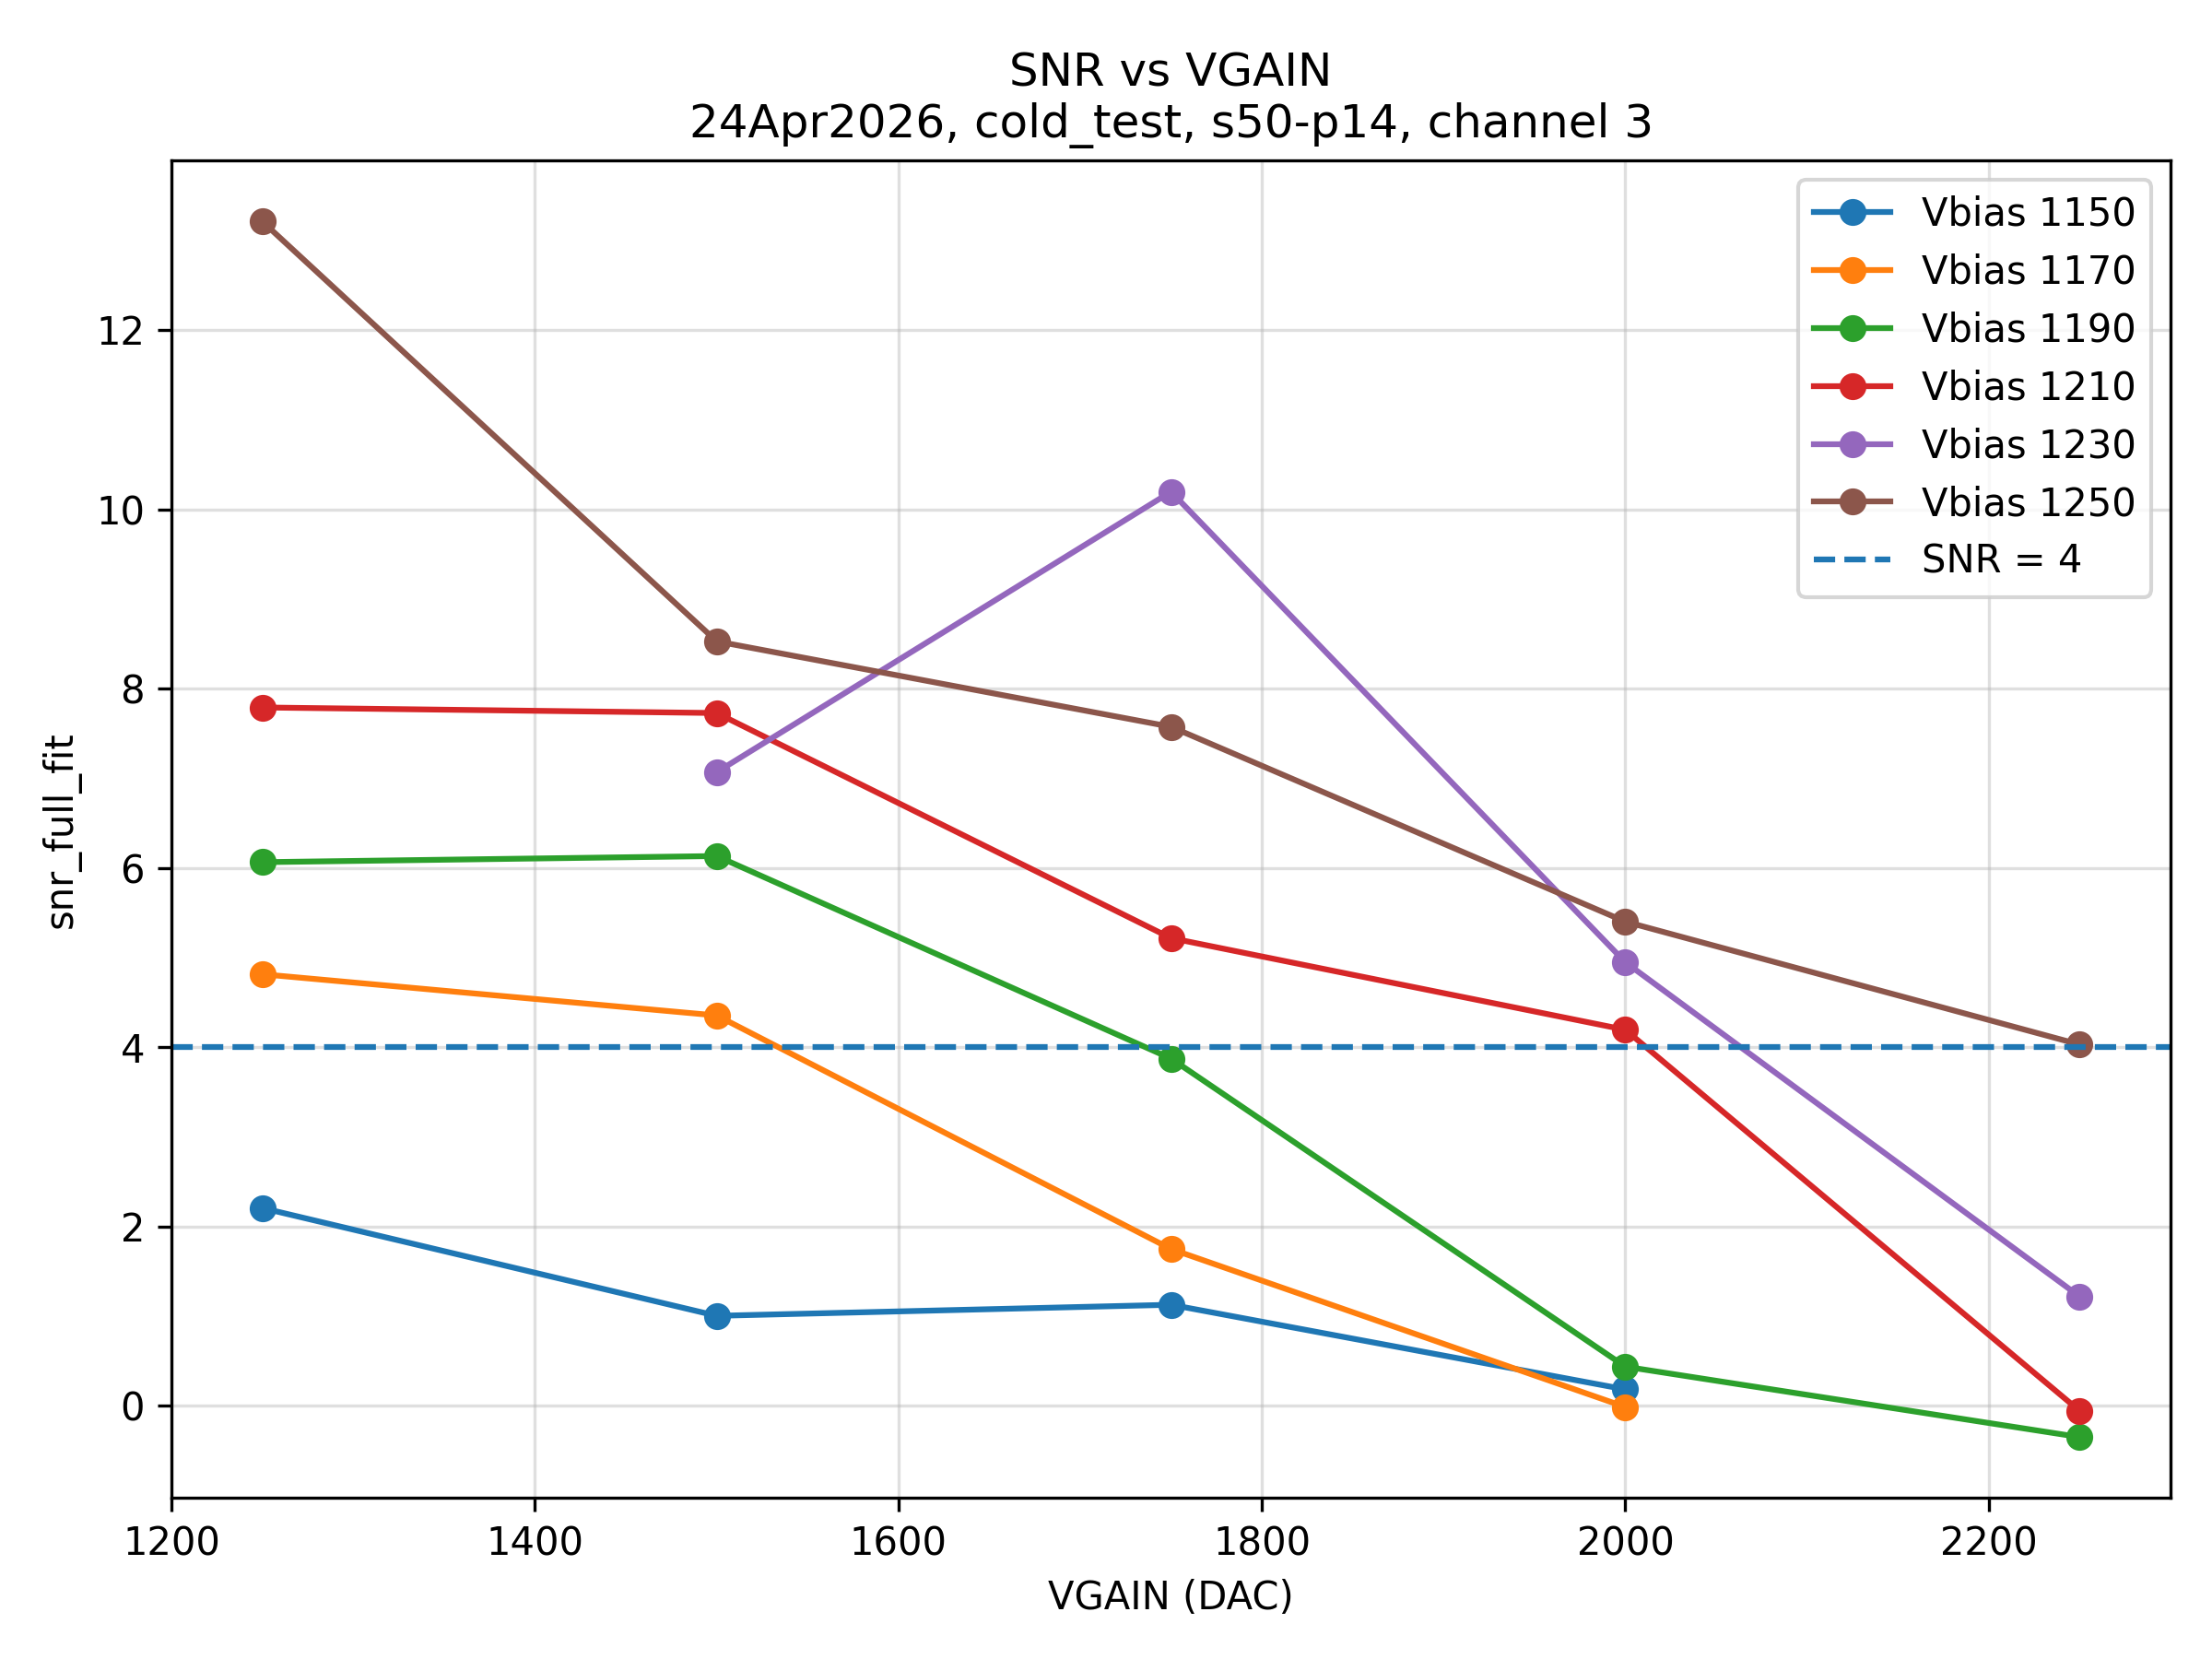 SNR vs VGAIN
24Apr2026, cold_test, s50-p14, channel 3
snr_full_fit
12
10
8
6
4
2
0
1200 1400 1600 1800 2000 2200
VGAIN (DAC)
Vbias 1150
Vbias 1170
Vbias 1190
Vbias 1210
Vbias 1230
Vbias 1250
SNR = 4